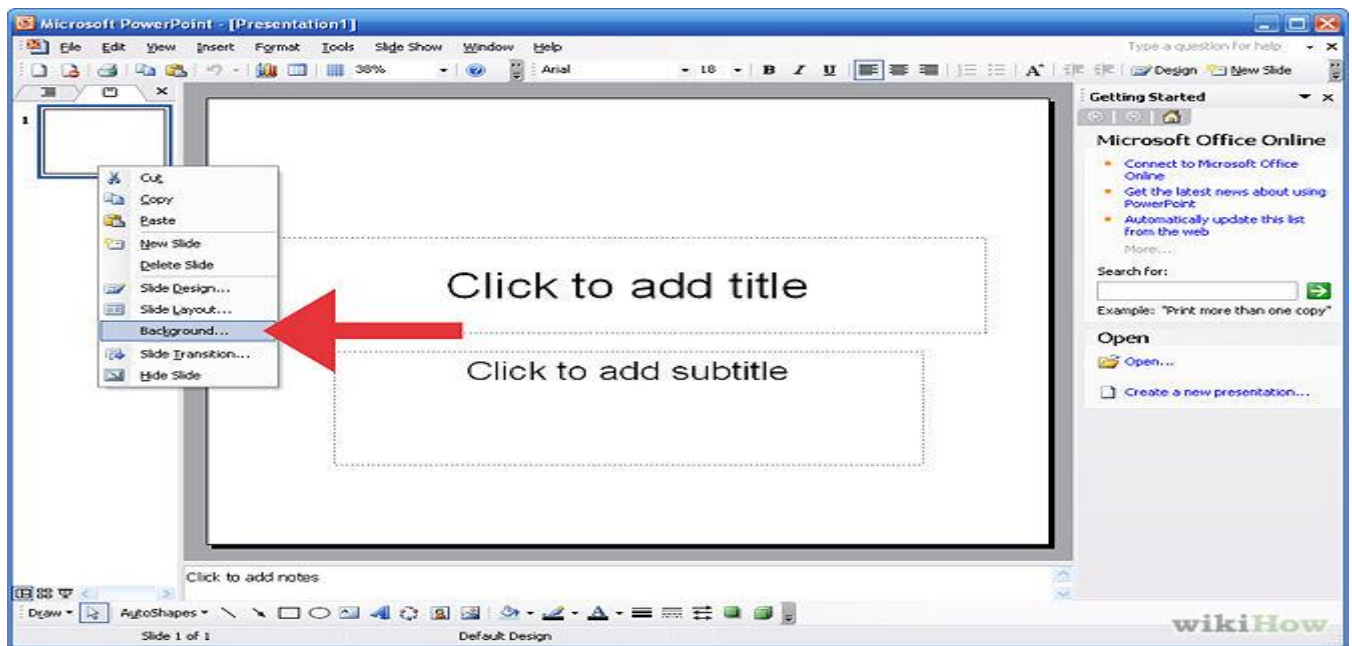 Microsoft PowerPoint - [Presentation1]
File Edit View Insert Format Tools Slide Show Window Help Type a question for help
38% Arial 18 B I U A Design New Slide
1
Cut
Copy
Paste
New Slide
Delete Slide
Slide Design...
Slide Layout...
Background...
Slide Transition...
Hide Slide
Click to add title
Click to add subtitle
Click to add notes
Getting Started
Microsoft Office Online
Connect to Microsoft Office
Online
Get the latest news about using
PowerPoint
Automatically update this list
from the web
More...
Search for:
Example: "Print more than one copy"
Open
Open...
Create a new presentation...
Draw AutoShapes A
Slide 1 of 1 Default Design
wikiHow